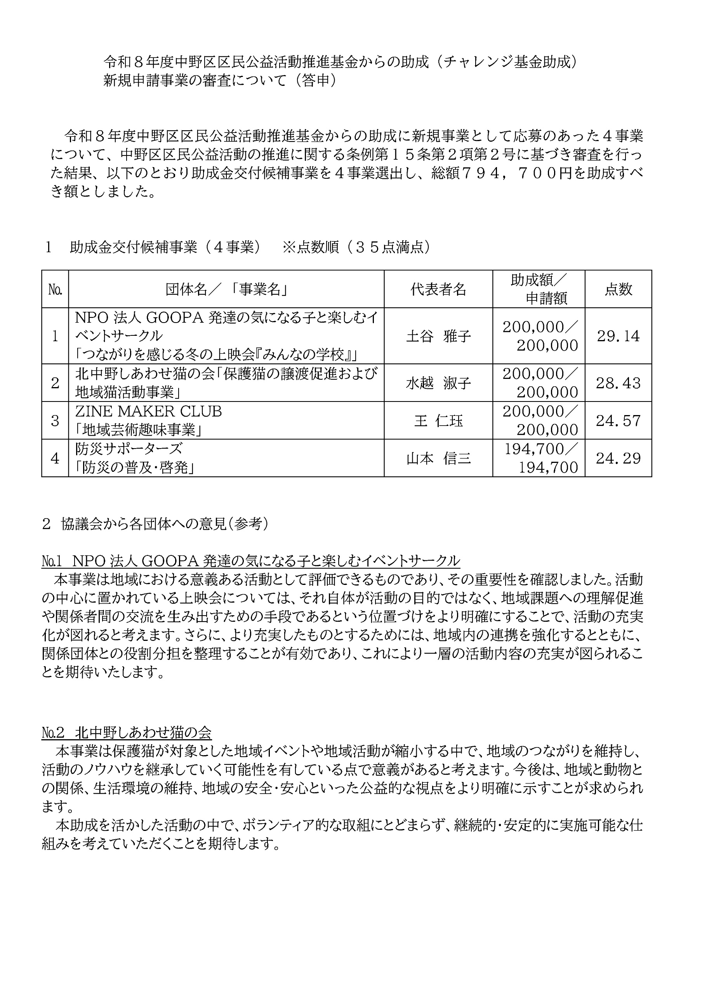 令和８年度中野区区民公益活動推進基金からの助成（チャレンジ基金助成）
新規申請事業の審査について（答申）
令和８年度中野区区民公益活動推進基金からの助成に新規事業として応募のあった４事業
について、中野区区民公益活動の推進に関する条例第１５条第２項第２号に基づき審査を行っ
た結果、以下のとおり助成金交付候補事業を４事業選出し、総額７９４，７００円を助成すべ
き額としました。
１　助成金交付候補事業（４事業）　※点数順（３５点満点）
№	団体名／「事業名」	代表者名	助成額／
申請額	点数
1	NPO 法人 GOOPA 発達の気になる子と楽しむイ
ベントサークル
「つながりを感じる冬の上映会『みんなの学校』」	土谷　雅子	200,000／
200,000	29.14
2	北中野しあわせ猫の会「保護猫の譲渡促進および
地域猫活動事業」	水越　淑子	200,000／
200,000	28.43
3	ZINE MAKER CLUB
「地域芸術趣味事業」	王 仁珏	200,000／
200,000	24.57
4	防災サポーターズ
「防災の普及・啓発」	山本　信三	194,700／
194,700	24.29
２　協議会から各団体への意見（参考）
№1　NPO 法人 GOOPA 発達の気になる子と楽しむイベントサークル
本事業は地域における意義ある活動として評価できるものであり、その重要性を確認しました。活動
の中心に置かれている上映会については、それ自体が活動の目的ではなく、地域課題への理解促進
や関係者間の交流を生み出すための手段であるという位置づけをより明確にすることで、活動の充実
化が図れると考えます。さらに、より充実したものとするためには、地域内の連携を強化するとともに、
関係団体との役割分担を整理することが有効であり、これにより一層の活動内容の充実が図られるこ
とを期待いたします。
№2　北中野しあわせ猫の会
本事業は保護猫が対象とした地域イベントや地域活動が縮小する中で、地域のつながりを維持し、
活動のノウハウを継承していく可能性を有している点で意義があると考えます。今後は、地域と動物と
の関係、生活環境の維持、地域の安全・安心といった公益的な視点をより明確に示すことが求められ
ます。
本助成を活かした活動の中で、ボランティア的な取組にとどまらず、継続的・安定的に実施可能な仕
組みを考えていただくことを期待します。